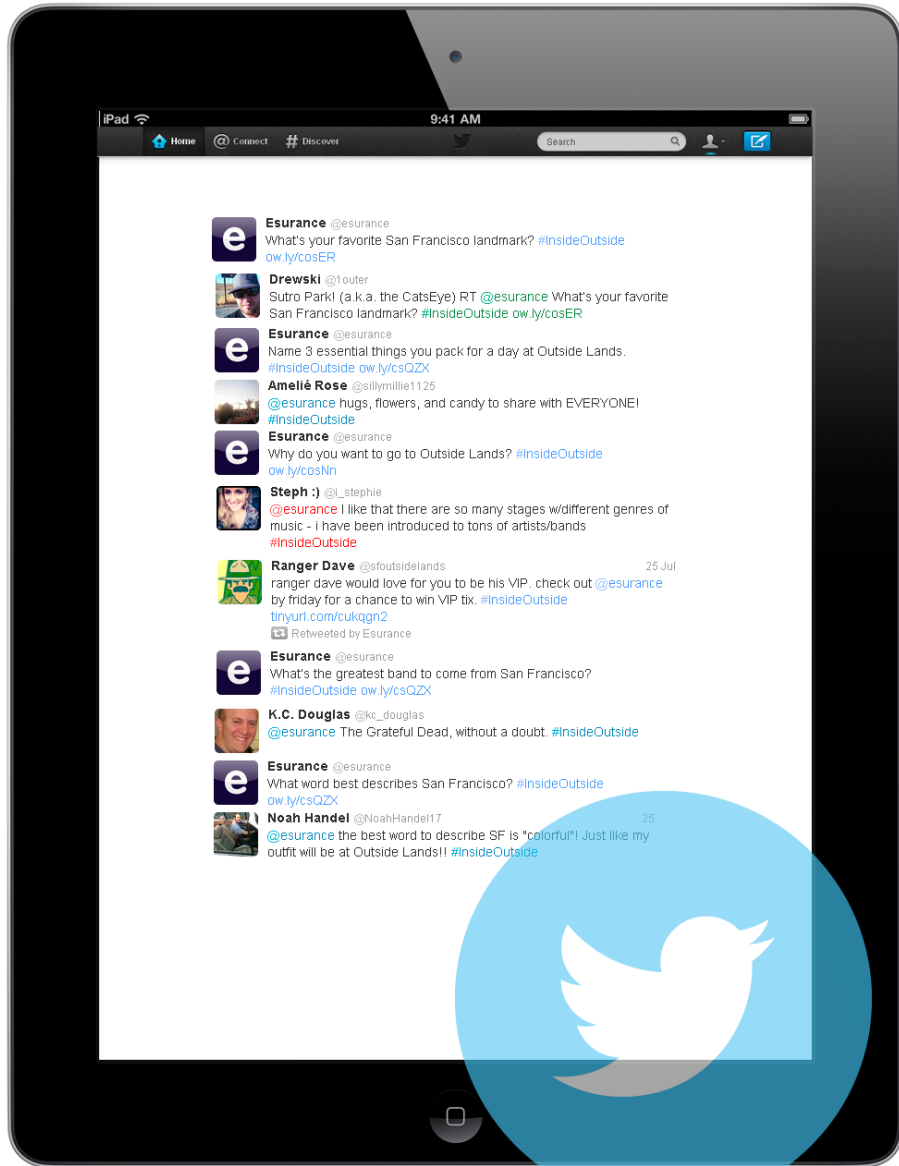 iPad 9:41 AM
Home @ Connect # Discover Search
Esurance @esurance
What's your favorite San Francisco landmark? #InsideOutside
ow.ly/cosER
Drewski @1outer
Sutro Park! (a.k.a. the CatsEye) RT @esurance What's your favorite
San Francisco landmark? #InsideOutside ow.ly/cosER
Esurance @esurance
Name 3 essential things you pack for a day at Outside Lands.
#InsideOutside ow.ly/csQZX
Amelié Rose @sillymillie1125
@esurance hugs, flowers, and candy to share with EVERYONE!
#InsideOutside
Esurance @esurance
Why do you want to go to Outside Lands? #InsideOutside
ow.ly/cosNn
Steph :) @i_stephie
@esurance I like that there are so many stages w/different genres of
music - i have been introduced to tons of artists/bands
#InsideOutside
Ranger Dave @sfoutsidelands 25 Jul
ranger dave would love for you to be his VIP. check out @esurance
by friday for a chance to win VIP tix. #InsideOutside
tinyurl.com/cukqgn2
Retweeted by Esurance
Esurance @esurance
What's the greatest band to come from San Francisco?
#InsideOutside ow.ly/csQZX
K.C. Douglas @kc_douglas
@esurance The Grateful Dead, without a doubt. #InsideOutside
Esurance @esurance
What word best describes San Francisco? #InsideOutside
ow.ly/csQZX
Noah Handel @NoahHandel17 25
@esurance the best word to describe SF is "colorful"! Just like my
outfit will be at Outside Lands!! #InsideOutside